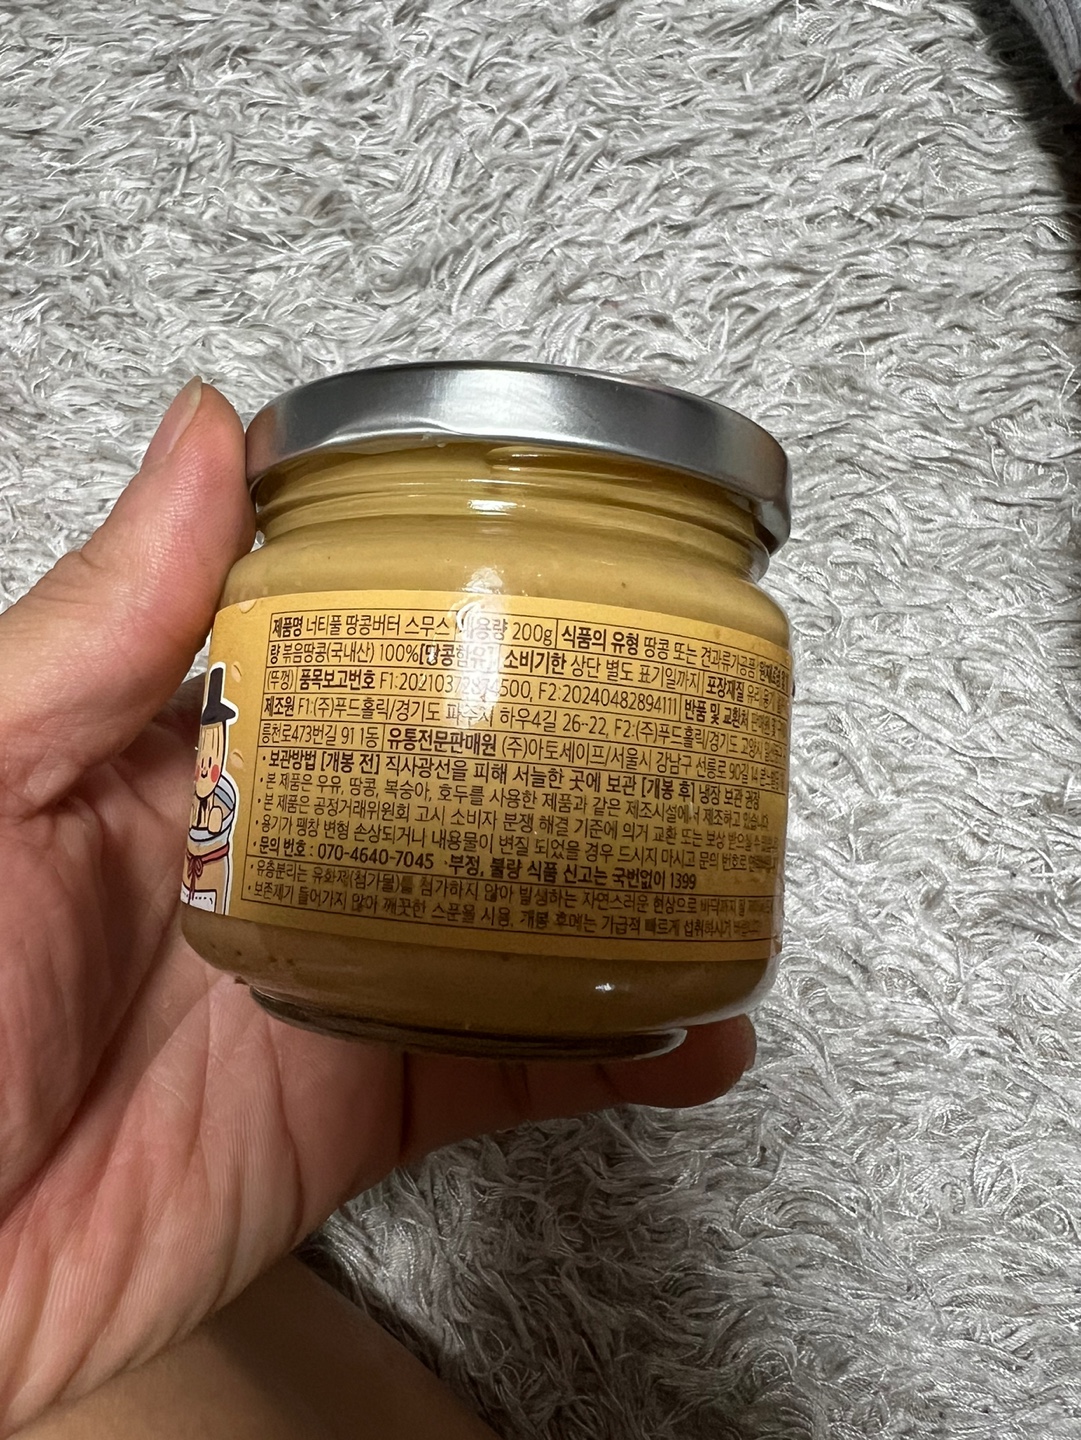 제품명 너티풀 땅콩버터 스무스 내용량 200g 식품의 유형 땅콩 또는 견과류가공품 원재료명
량 볶음땅콩(국내산) 100% [땅콩함유] 소비기한 상단 별도 표기일까지 포장재질 유리 용기
(뚜껑) 품목보고번호 F2:20240482894111 반품 및 교환처
제조원 F1:(주)푸드홀릭/경기도 파주시 하우4길 26-22, F2:(주)푸드홀릭/경기도 고양시
통천로473번길 91 1동 유통전문판매원 (주)아토세이프/서울시 강남구 선릉로 90길 14
· 보관방법 [개봉 전] 직사광선을 피해 서늘한 곳에 보관 [개봉 후] 냉장 보관 권장
· 본 제품은 우유, 땅콩, 복숭아, 호두를 사용한 제품과 같은 제조시설에서 제조하고 있습니다
· 본 제품은 공정거래위원회 고시 소비자 분쟁 해결 기준에 의거 교환 또는 보상 받으실 수
· 용기가 팽창 변형 손상되거나 내용물이 변질 되었을 경우 드시지 마시고 문의 번호로
· 문의 번호 : 070-4640-7045 · 부정, 불량 식품 신고는 국번없이 1399
· 유층분리는 유화제(첨가물)를 첨가하지 않아 발생하는 자연스러운 현상으로
· 보존제가 들어가지 않아 깨끗한 스푼을 사용, 개봉 후에는 가급적 빠르게 섭취하시기